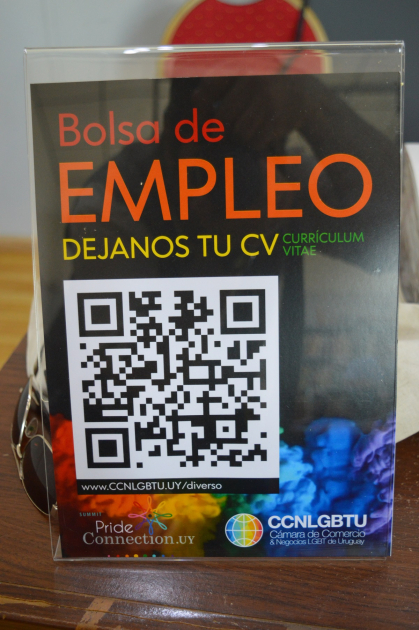 Bolsa de
EMPLEO
DEJANOS TU CV CURRÍCULUM
VITAE
www.CCNLGBTU.UY/diverso
SUMMIT
Pride
Connection.UY
CCNLGBTU
Cámara de Comercio
& Negocios LGBT de Uruguay